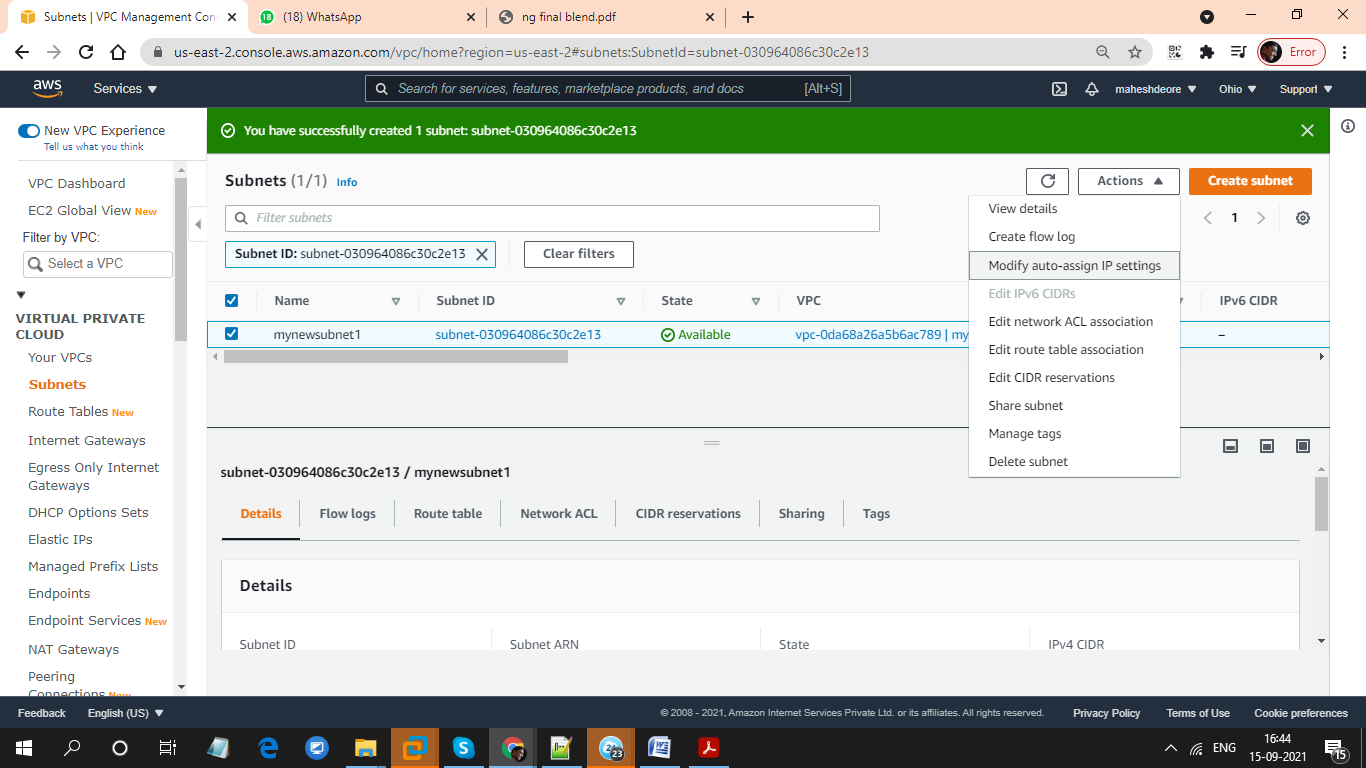 Subnets | VPC Management Con
(18) WhatsApp
ng final blend.pdf
us-east-2.console.aws.amazon.com/vpc/home?region=us-east-2#subnets:SubnetId=subnet-030964086c30c2e13
Error
aws
Services
Search for services, features, marketplace products, and docs
[Alt+S]
maheshdeore
Ohio
Support
New VPC Experience
Tell us what you think
VPC Dashboard
EC2 Global View New
Filter by VPC:
Select a VPC
VIRTUAL PRIVATE
CLOUD
Your VPCs
Subnets
Route Tables New
Internet Gateways
Egress Only Internet
Gateways
DHCP Options Sets
Elastic IPs
Managed Prefix Lists
Endpoints
Endpoint Services New
NAT Gateways
Peering
Connections New
You have successfully created 1 subnet: subnet-030964086c30c2e13
Subnets (1/1) Info
Actions
Create subnet
Filter subnets
1
Subnet ID: subnet-030964086c30c2e13
Clear filters
View details
Create flow log
Modify auto-assign IP settings
Edit IPv6 CIDRs
Edit network ACL association
Edit route table association
Edit CIDR reservations
Share subnet
Manage tags
Delete subnet
Name
Subnet ID
State
VPC
IPv6 CIDR
mynewsubnet1
subnet-030964086c30c2e13
Available
vpc-0da68a26a5b6ac789 | my
–
subnet-030964086c30c2e13 / mynewsubnet1
Details
Flow logs
Route table
Network ACL
CIDR reservations
Sharing
Tags
Details
Subnet ID
Subnet ARN
State
IPv4 CIDR
Feedback
English (US)
© 2008 - 2021, Amazon Internet Services Private Ltd. or its affiliates. All rights reserved.
Privacy Policy
Terms of Use
Cookie preferences
ENG
16:44
15-09-2021
15